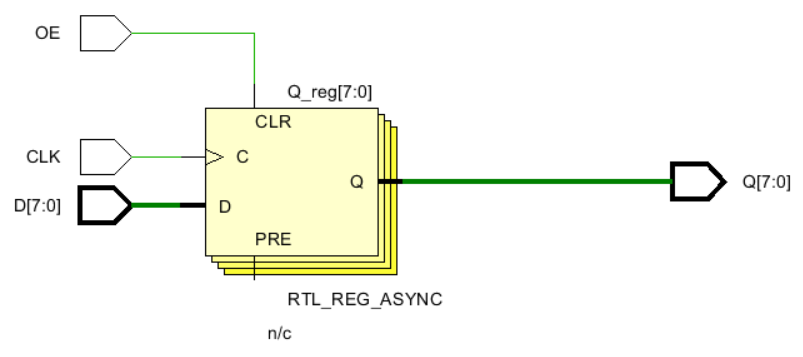 OE
Q_reg[7:0]
CLR
CLK
C
Q
Q[7:0]
D[7:0]
D
PRE
RTL_REG_ASYNC
n/c